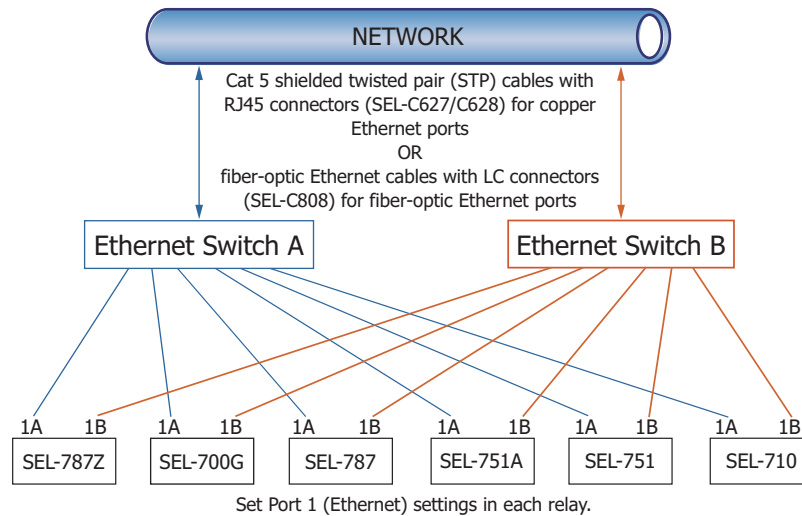 NETWORK
Cat 5 shielded twisted pair (STP) cables with
RJ45 connectors (SEL-C627/C628) for copper
Ethernet ports
OR
fiber-optic Ethernet cables with LC connectors
(SEL-C808) for fiber-optic Ethernet ports
Ethernet Switch A
Ethernet Switch B
1A 1B 1A 1B 1A 1B 1A 1B 1A 1B 1A 1B
SEL-787Z SEL-700G SEL-787 SEL-751A SEL-751 SEL-710
Set Port 1 (Ethernet) settings in each relay.